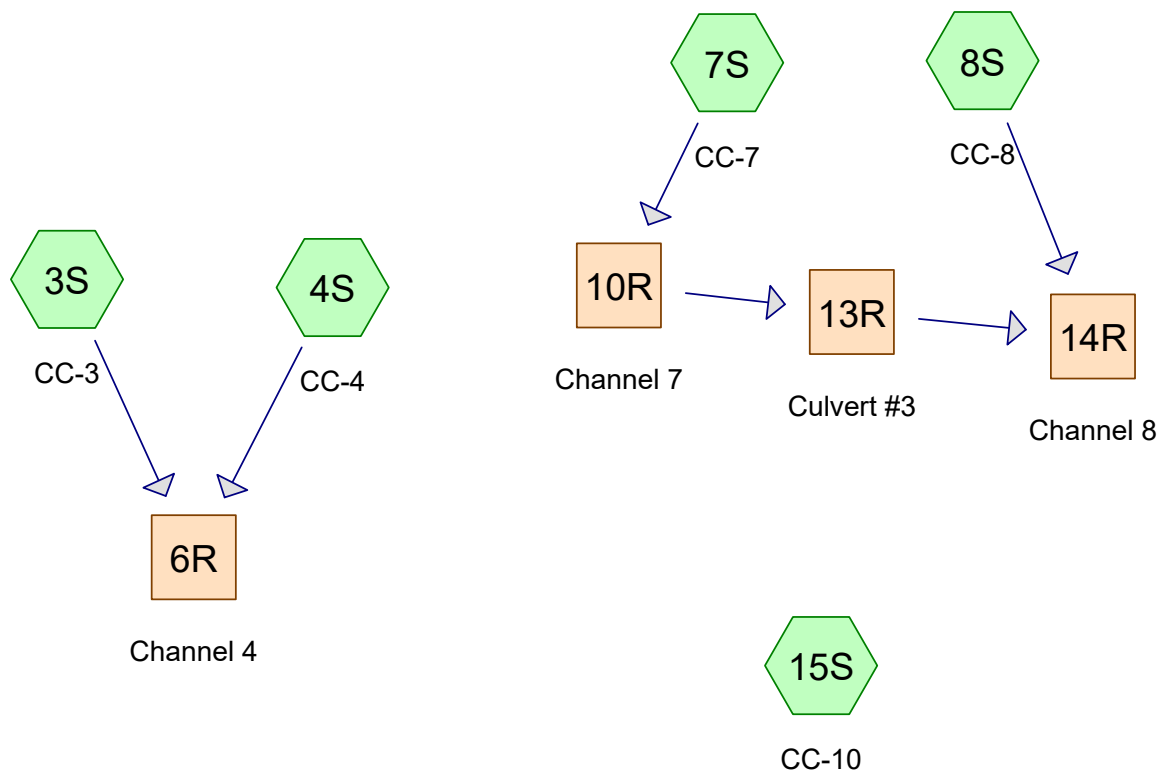 7S
8S
CC-7
CC-8
3S
4S
10R
13R
14R
CC-3
CC-4
Channel 7
Culvert #3
Channel 8
6R
Channel 4
15S
CC-10